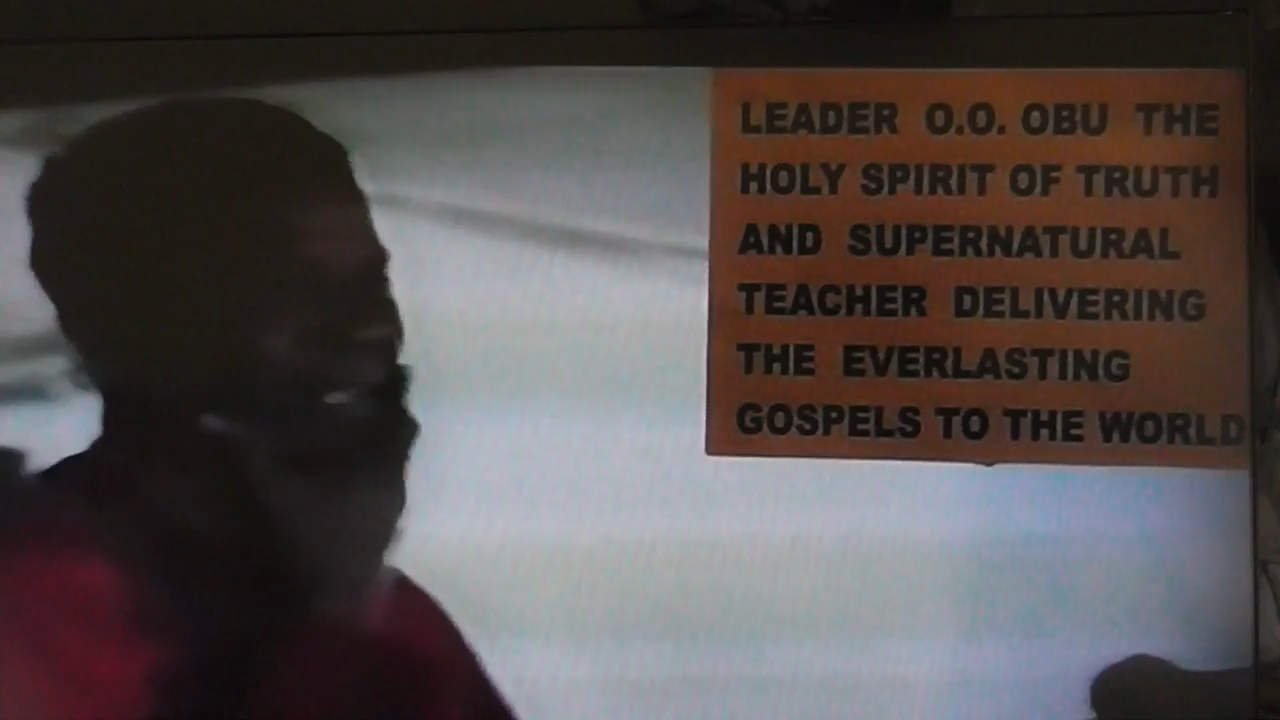 LEADER O.O. OBU THE
HOLY SPIRIT OF TRUTH
AND SUPERNATURAL
TEACHER DELIVERING
THE EVERLASTING
GOSPELS TO THE WORLD